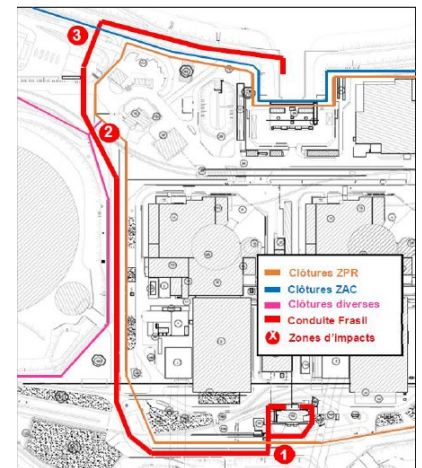 3
2
Clôtures ZPR
Clôtures ZAC
Clôtures diverses
Conduite Frasil
X Zones d'impacts
1